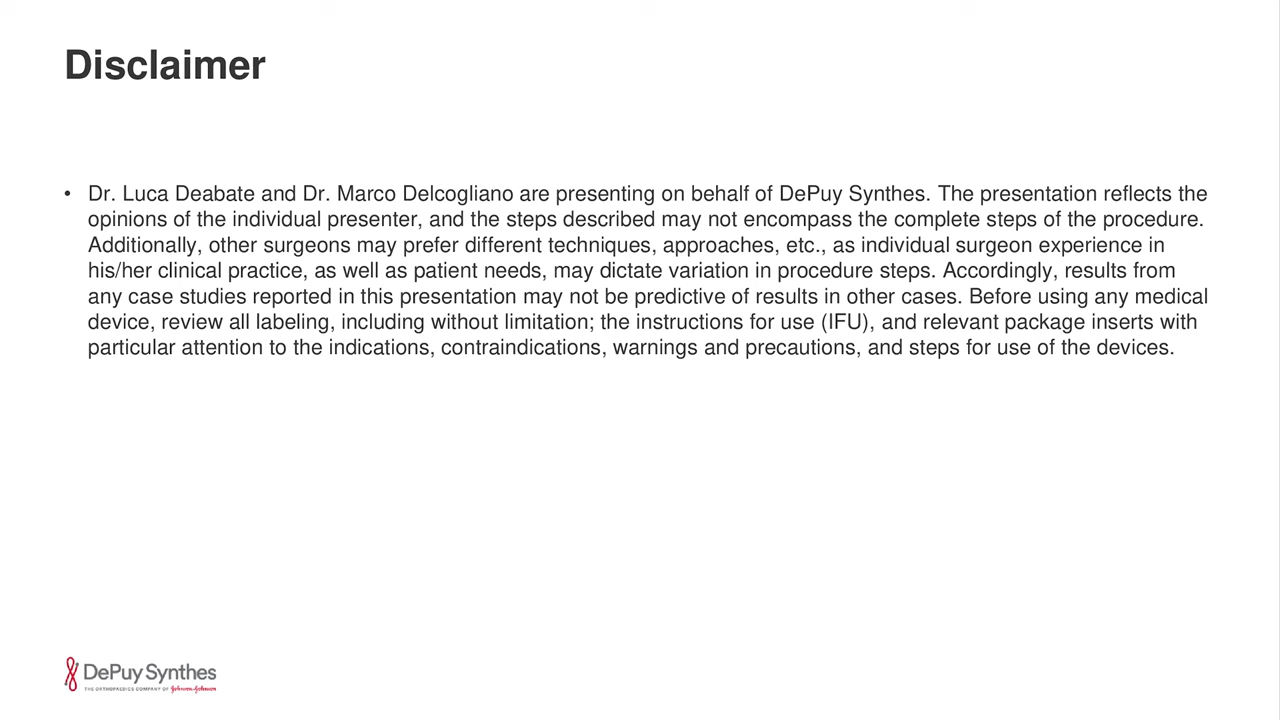 Disclaimer
• Dr. Luca Deabate and Dr. Marco Delcogliano are presenting on behalf of DePuy Synthes. The presentation reflects the
opinions of the individual presenter, and the steps described may not encompass the complete steps of the procedure.
Additionally, other surgeons may prefer different techniques, approaches, etc., as individual surgeon experience in
his/her clinical practice, as well as patient needs, may dictate variation in procedure steps. Accordingly, results from
any case studies reported in this presentation may not be predictive of results in other cases. Before using any medical
device, review all labeling, including without limitation; the instructions for use (IFU), and relevant package inserts with
particular attention to the indications, contraindications, warnings and precautions, and steps for use of the devices.
DePuy Synthes
THE ORTHOPAEDICS COMPANY OF Johnson & Johnson